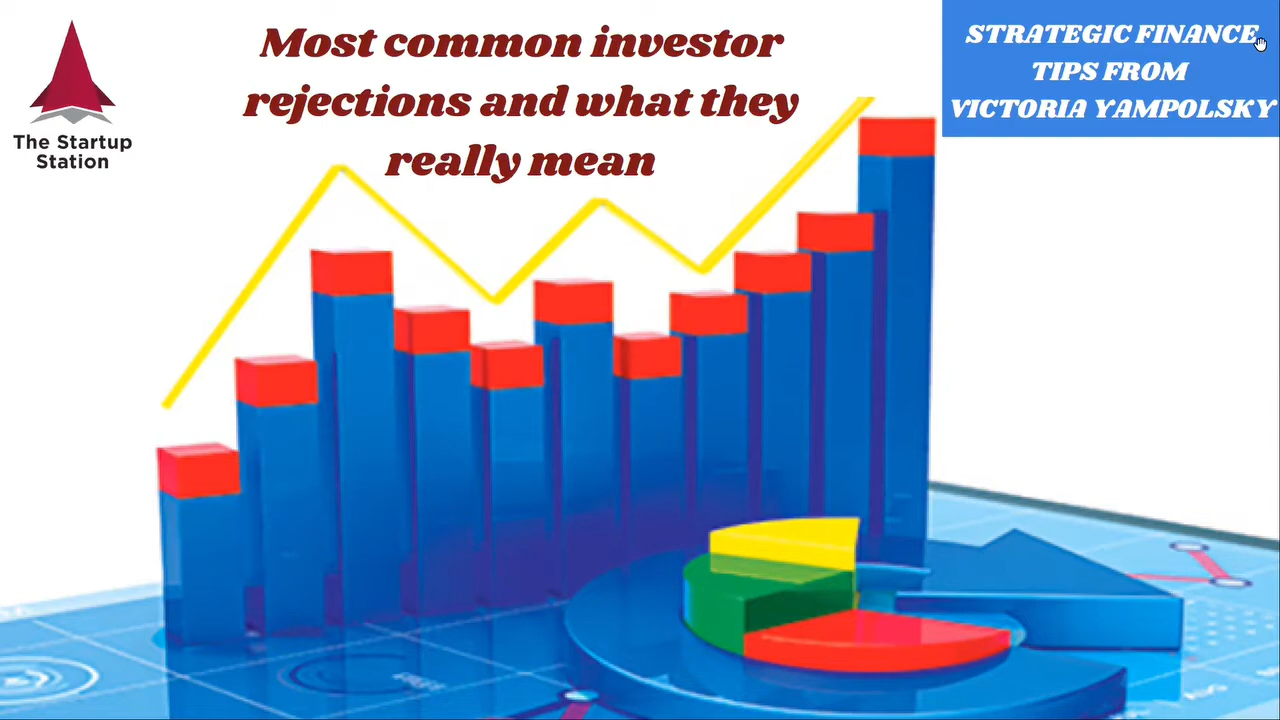 The Startup
Station
Most common investor
rejections and what they
really mean
STRATEGIC FINANCE
TIPS FROM
VICTORIA YAMPOLSKY